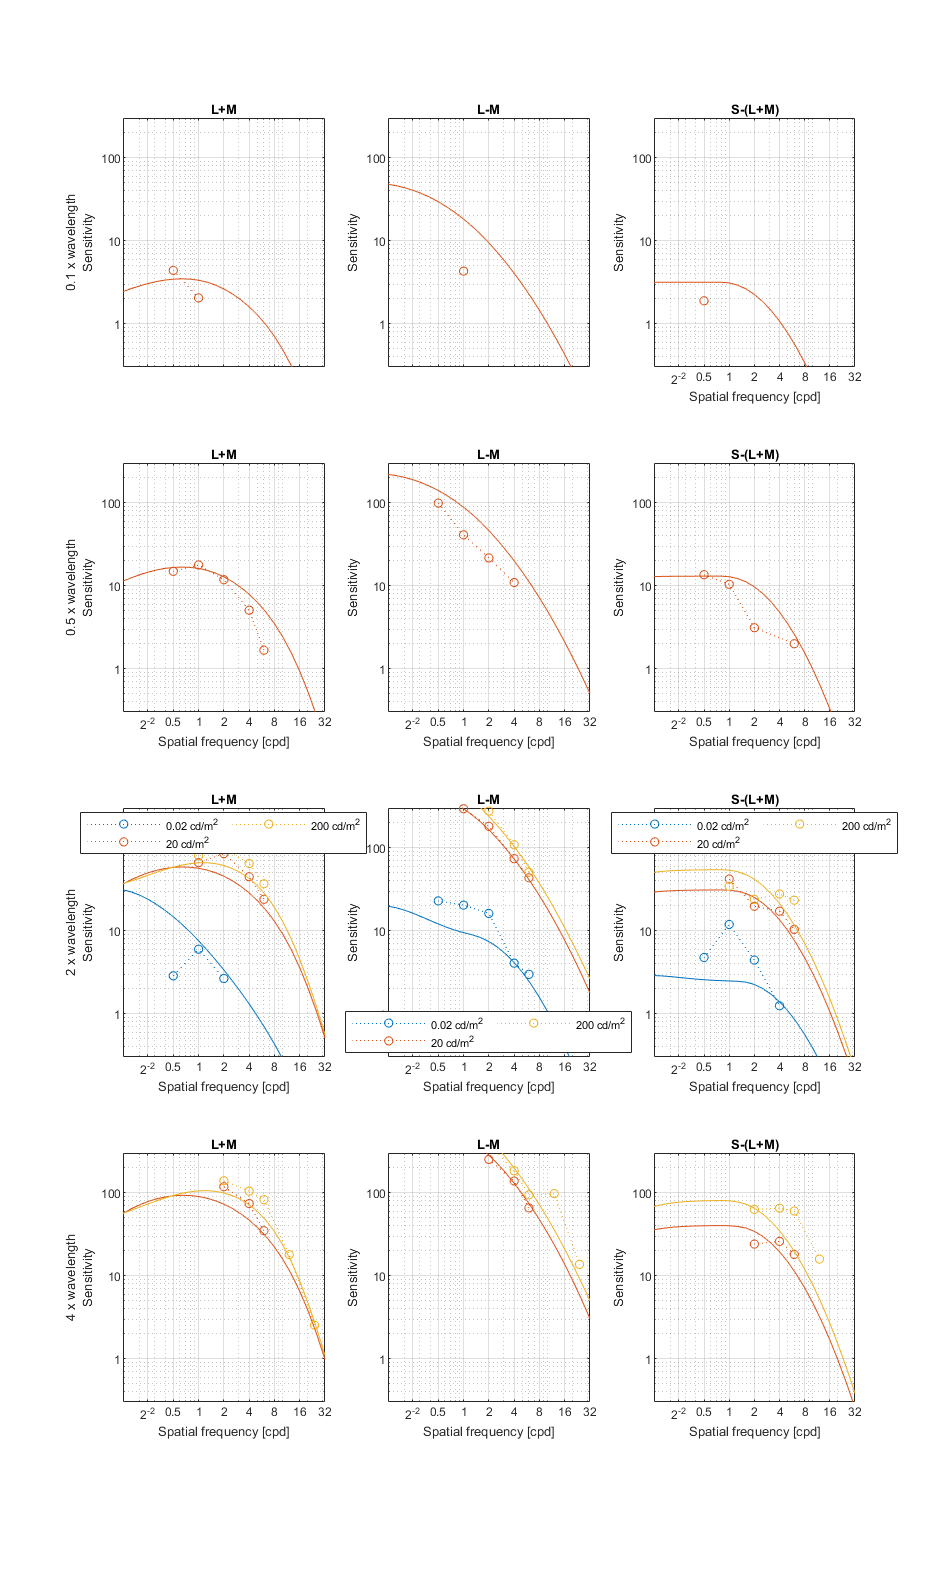 L+M
L-M
S-(L+M)
0.1 x wavelength
Sensitivity
100
10
1
Sensitivity
100
10
1
Sensitivity
100
10
1
2-2 0.5 1 2 4 8 16 32
Spatial frequency [cpd]
L+M
L-M
S-(L+M)
0.5 x wavelength
Sensitivity
100
10
1
2-2 0.5 1 2 4 8 16 32
Spatial frequency [cpd]
Sensitivity
100
10
1
2-2 0.5 1 2 4 8 16 32
Spatial frequency [cpd]
Sensitivity
100
10
1
2-2 0.5 1 2 4 8 16 32
Spatial frequency [cpd]
L+M
L-M
S-(L+M)
0.02 cd/m2 200 cd/m2
20 cd/m2
2 x wavelength
Sensitivity
10
1
2-2 0.5 1 2 4 8 16 32
Spatial frequency [cpd]
Sensitivity
100
10
0.02 cd/m2 200 cd/m2
20 cd/m2
2-2 0.5 1 2 4 8 16 32
Spatial frequency [cpd]
0.02 cd/m2 200 cd/m2
20 cd/m2
Sensitivity
10
1
2-2 0.5 1 2 4 8 16 32
Spatial frequency [cpd]
L+M
L-M
S-(L+M)
4 x wavelength
Sensitivity
100
10
1
2-2 0.5 1 2 4 8 16 32
Spatial frequency [cpd]
Sensitivity
100
10
1
2-2 0.5 1 2 4 8 16 32
Spatial frequency [cpd]
Sensitivity
100
10
1
2-2 0.5 1 2 4 8 16 32
Spatial frequency [cpd]